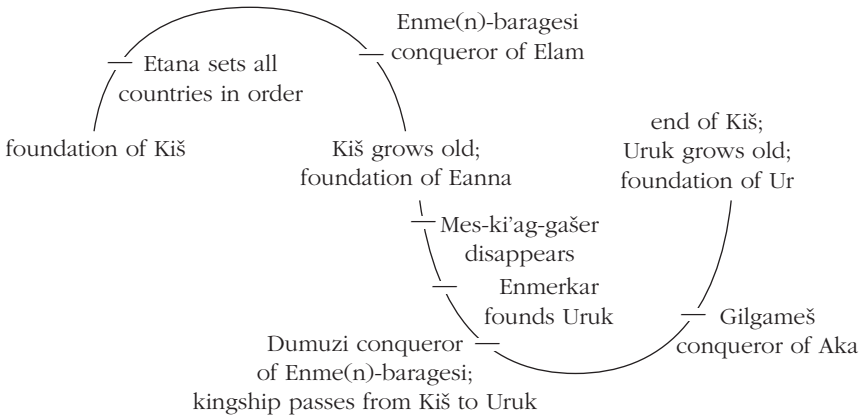 Enme(n)-baragesi
conqueror of Elam
Etana sets all
countries in order
foundation of Kiš
Kiš grows old;
foundation of Eanna
end of Kiš;
Uruk grows old;
foundation of Ur
Mes-ki’ag-gašer
disappears
Enmerkar
founds Uruk
Dumuzi conqueror
of Enme(n)-baragesi;
kingship passes from Kiš to Uruk
Gilgameš
conqueror of Aka